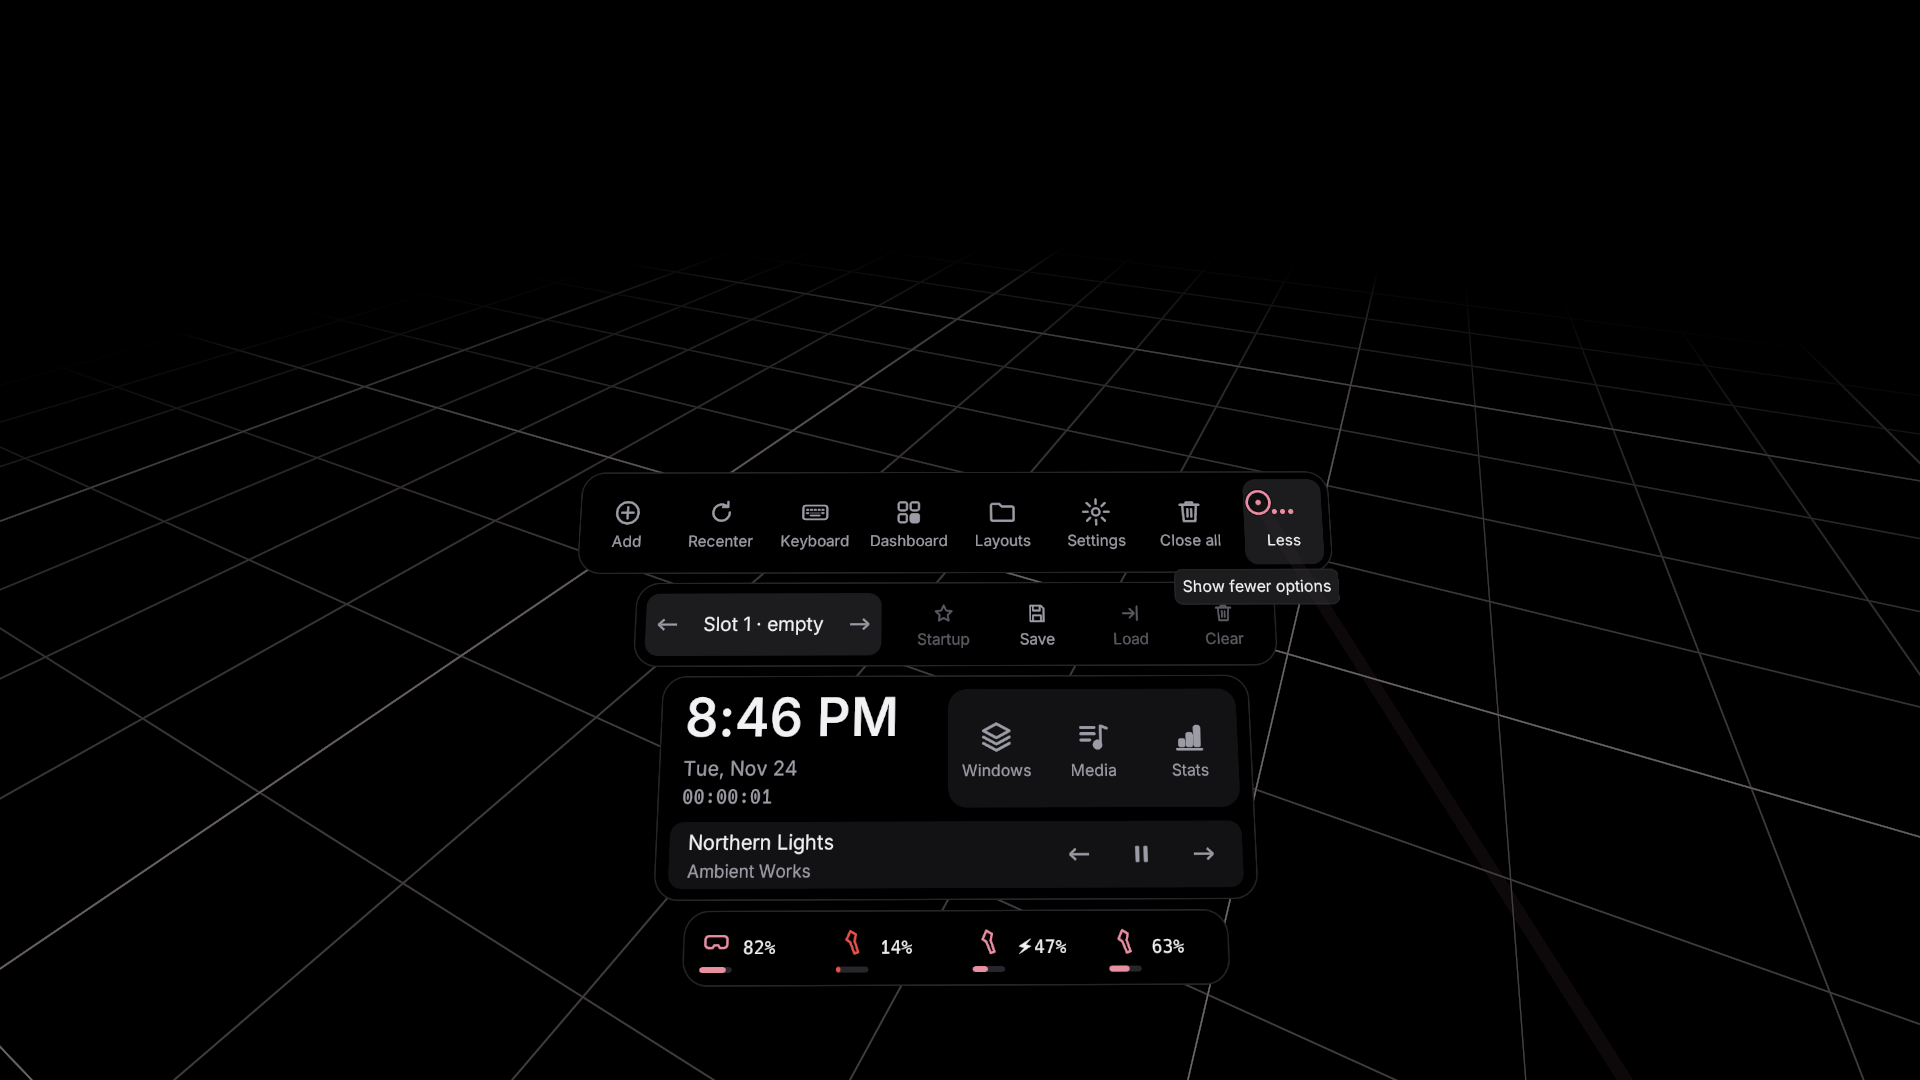 Add Recenter Keyboard Dashboard Layouts Settings Close all Less
Show fewer options
Slot 1 · empty Startup Save Load Clear
8:46 PM
Tue, Nov 24
00:00:01
Windows Media Stats
Northern Lights
Ambient Works
82% 14% ⚡47% 63%